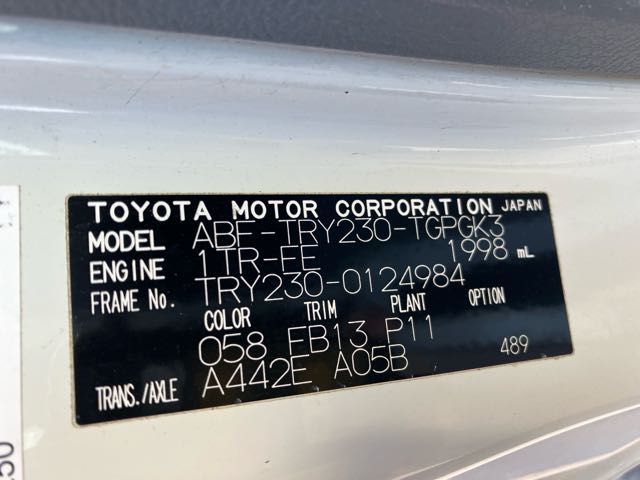 TOYOTA MOTOR CORPORATION JAPAN
MODEL ABF-TRY230-TGPGK3
ENGINE 1TR-FE 1998 mL
FRAME No. TRY230-0124984
COLOR TRIM PLANT OPTION
058 FB13 P11
489
TRANS./AXLE A442E A05B